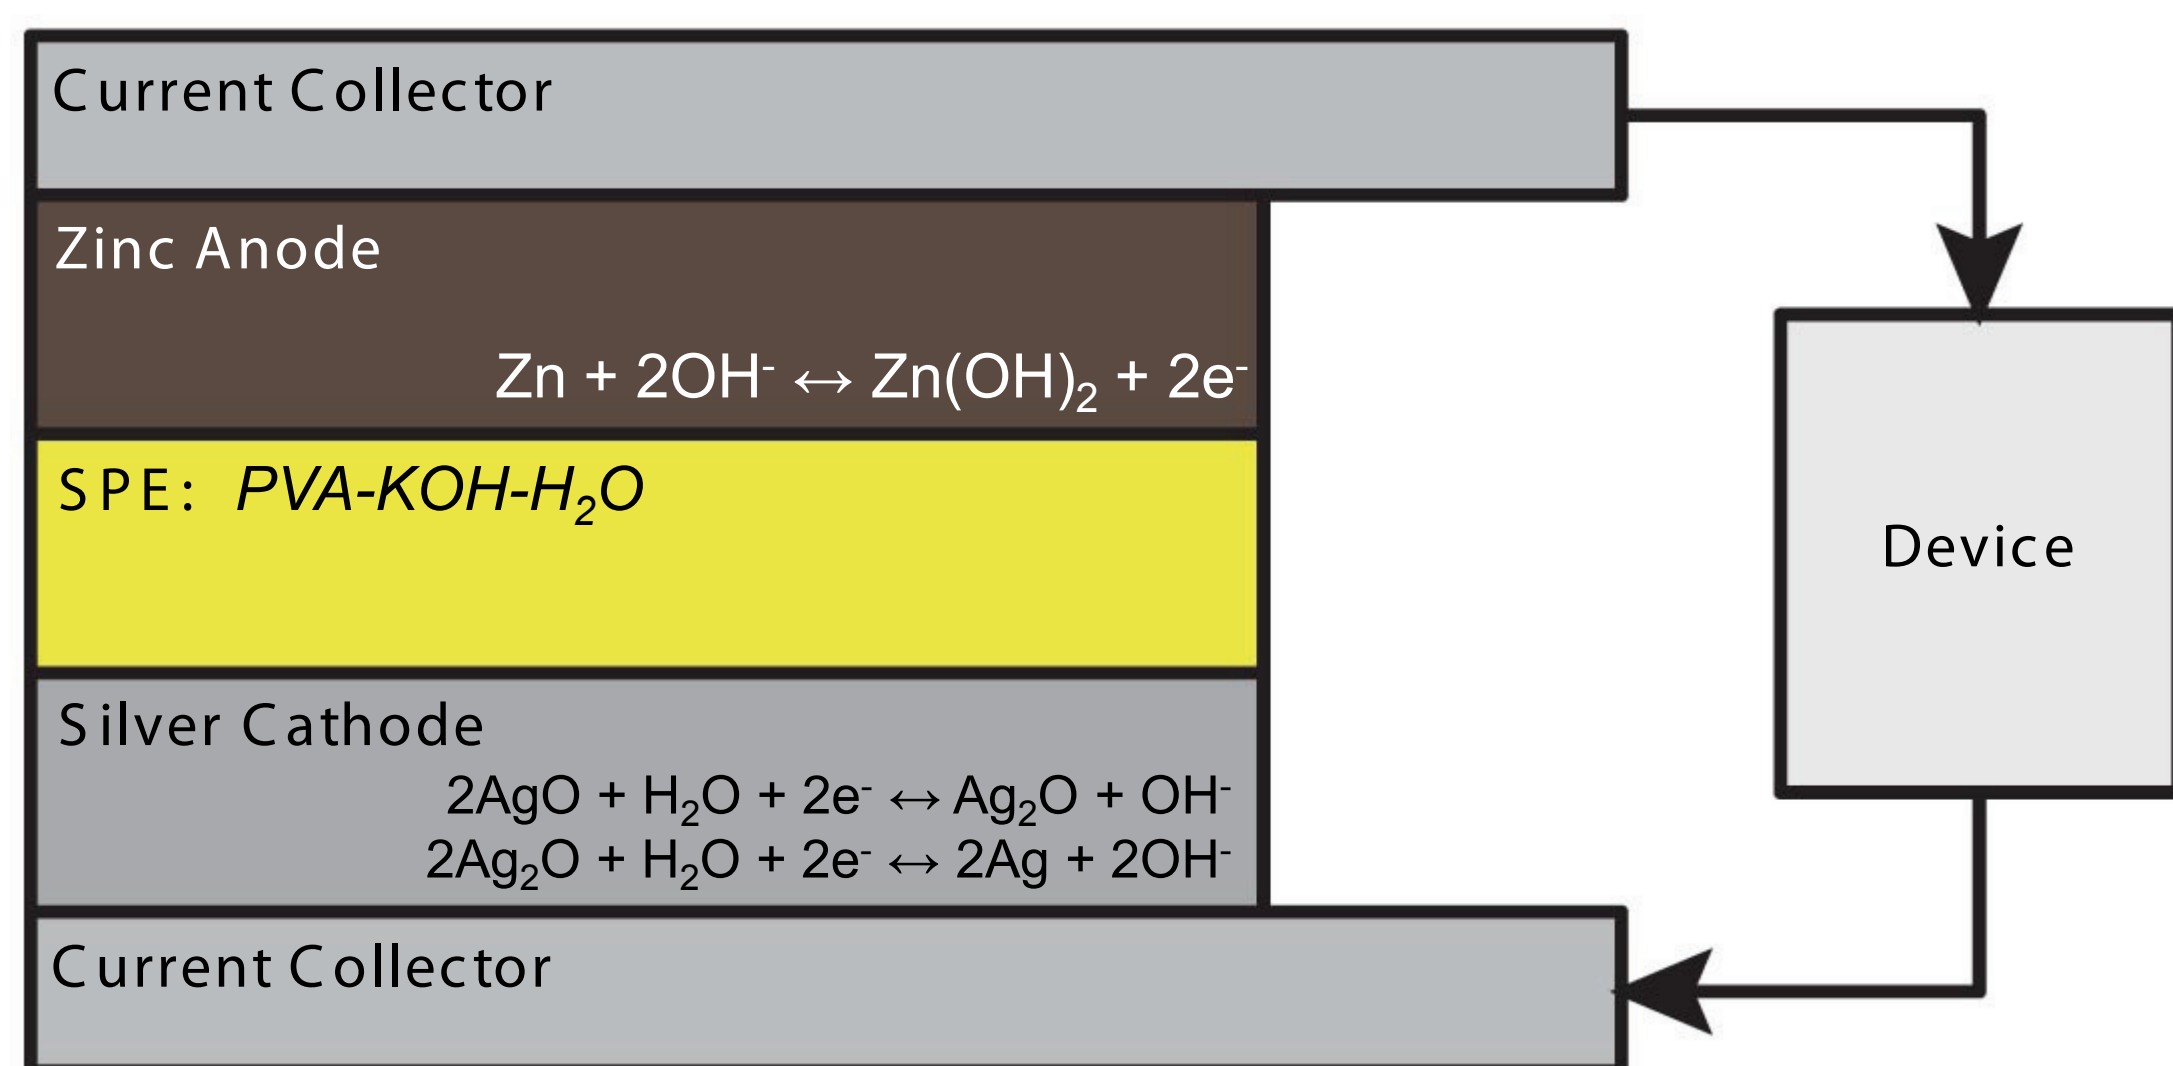 Current Collector
Zinc Anode
Zn + 2OH⁻ ↔ Zn(OH)₂ + 2e⁻
SPE: PVA-KOH-H₂O
Device
Silver Cathode
2AgO + H₂O + 2e⁻ ↔ Ag₂O + OH⁻
2Ag₂O + H₂O + 2e⁻ ↔ 2Ag + 2OH⁻
Current Collector